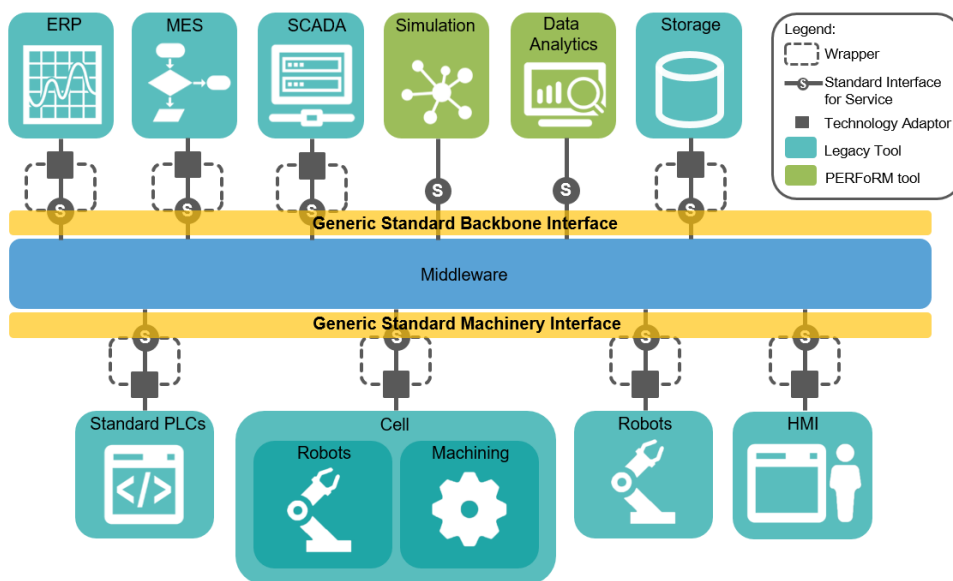 ERP
MES
SCADA
Simulation
Data
Analytics
Storage
Legend:
Wrapper
S
Standard Interface
for Service
Technology Adaptor
Legacy Tool
PERFoRM tool
S
S
S
S
S
S
Generic Standard Backbone Interface
Middleware
Generic Standard Machinery Interface
S
S
S
S
Standard PLCs
</>
Cell
Robots
Machining
Robots
HMI